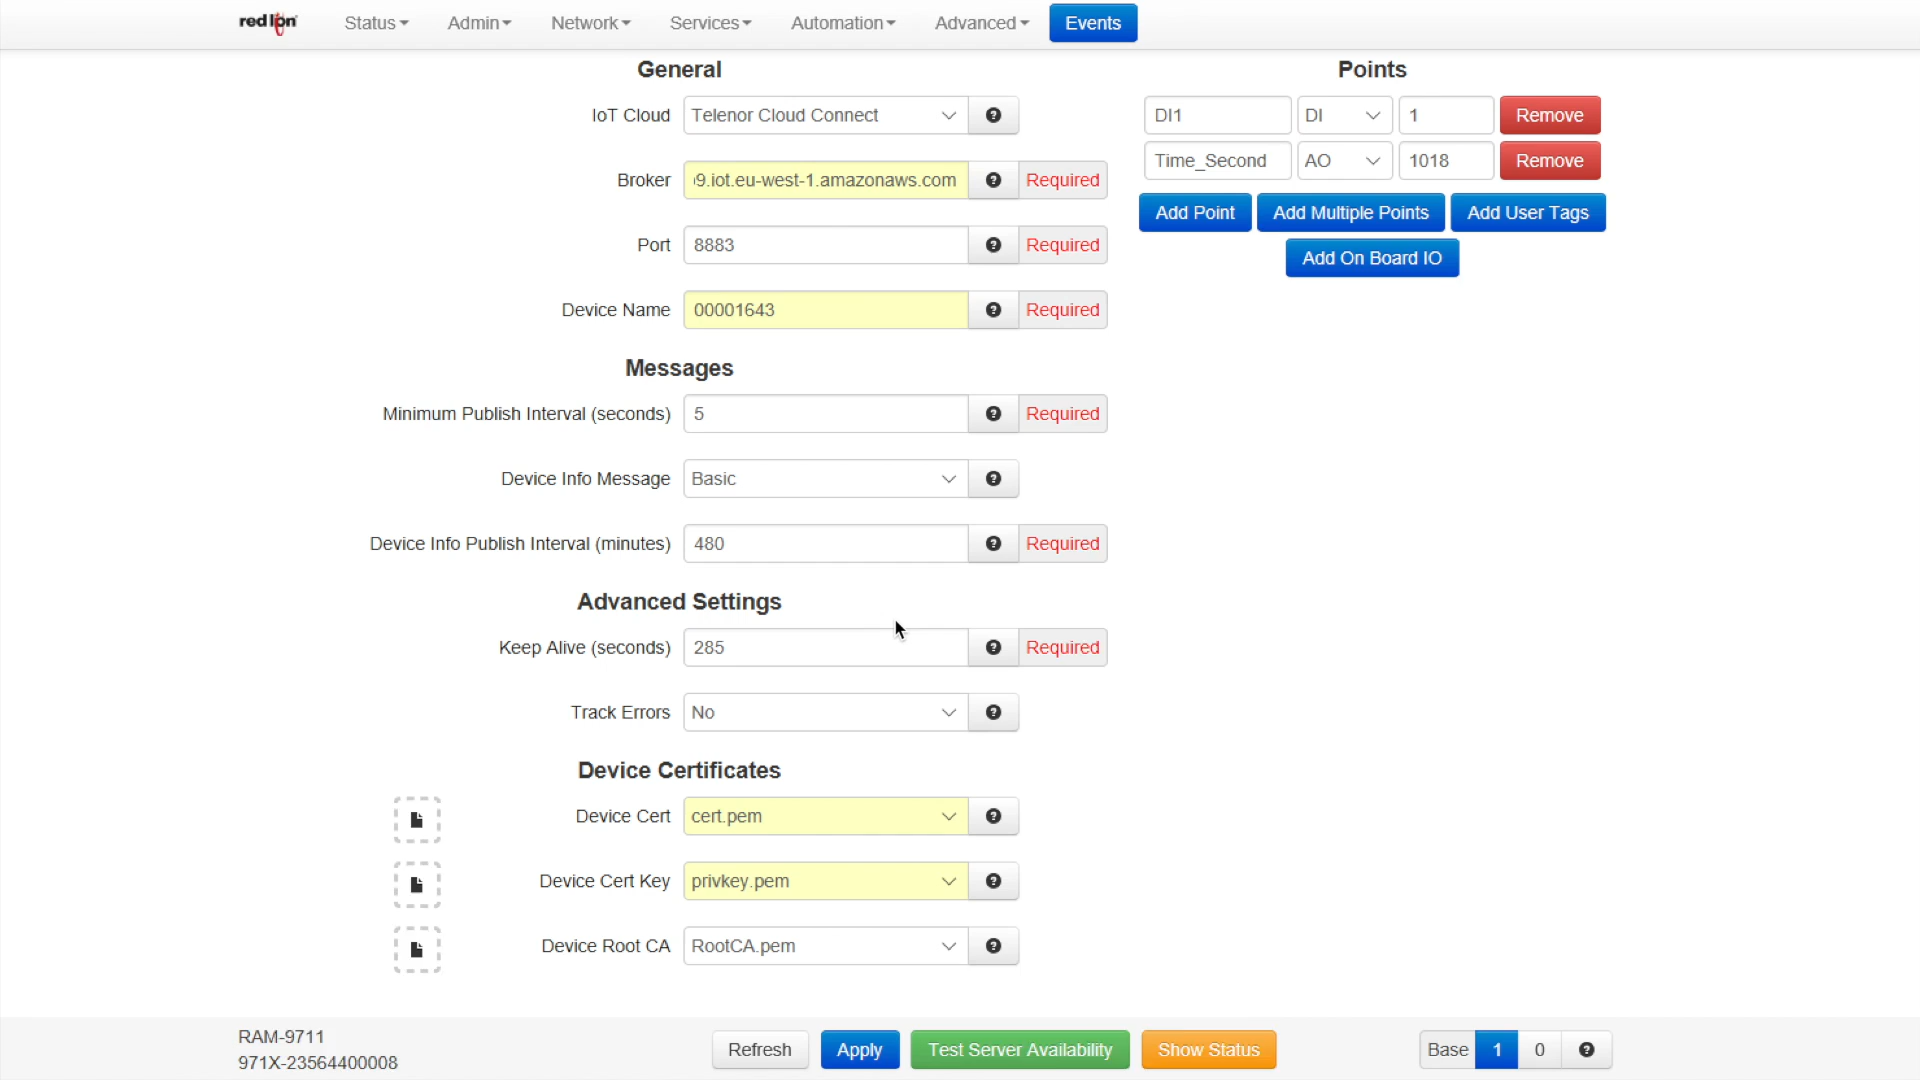 red lion Status Admin Network Services Automation Advanced Events
General
IoT Cloud Telenor Cloud Connect
Broker 9.iot.eu-west-1.amazonaws.com Required
Port 8883 Required
Device Name 00001643 Required
Messages
Minimum Publish Interval (seconds) 5 Required
Device Info Message Basic
Device Info Publish Interval (minutes) 480 Required
Advanced Settings
Keep Alive (seconds) 285 Required
Track Errors No
Device Certificates
Device Cert cert.pem
Device Cert Key privkey.pem
Device Root CA RootCA.pem
Points
DI1 DI 1 Remove
Time_Second AO 1018 Remove
Add Point Add Multiple Points Add User Tags
Add On Board IO
RAM-9711
971X-23564400008
Refresh Apply Test Server Availability Show Status Base 1 0